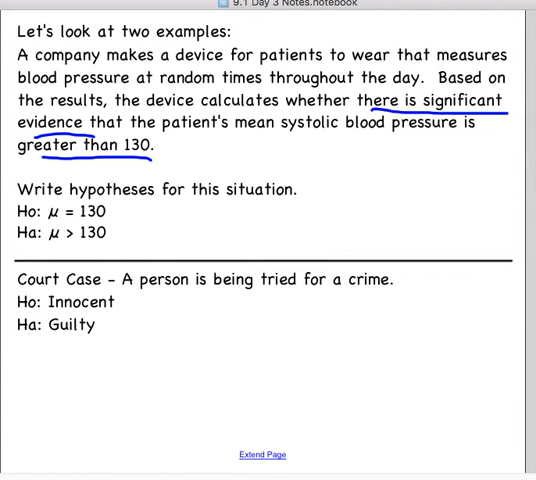 9.1 Day 3 Notes.notebook
Let's look at two examples:
A company makes a device for patients to wear that measures
blood pressure at random times throughout the day. Based on
the results, the device calculates whether there is significant
evidence that the patient's mean systolic blood pressure is
greater than 130.
Write hypotheses for this situation.
Ho: μ = 130
Ha: μ > 130
Court Case - A person is being tried for a crime.
Ho: Innocent
Ha: Guilty
Extend Page